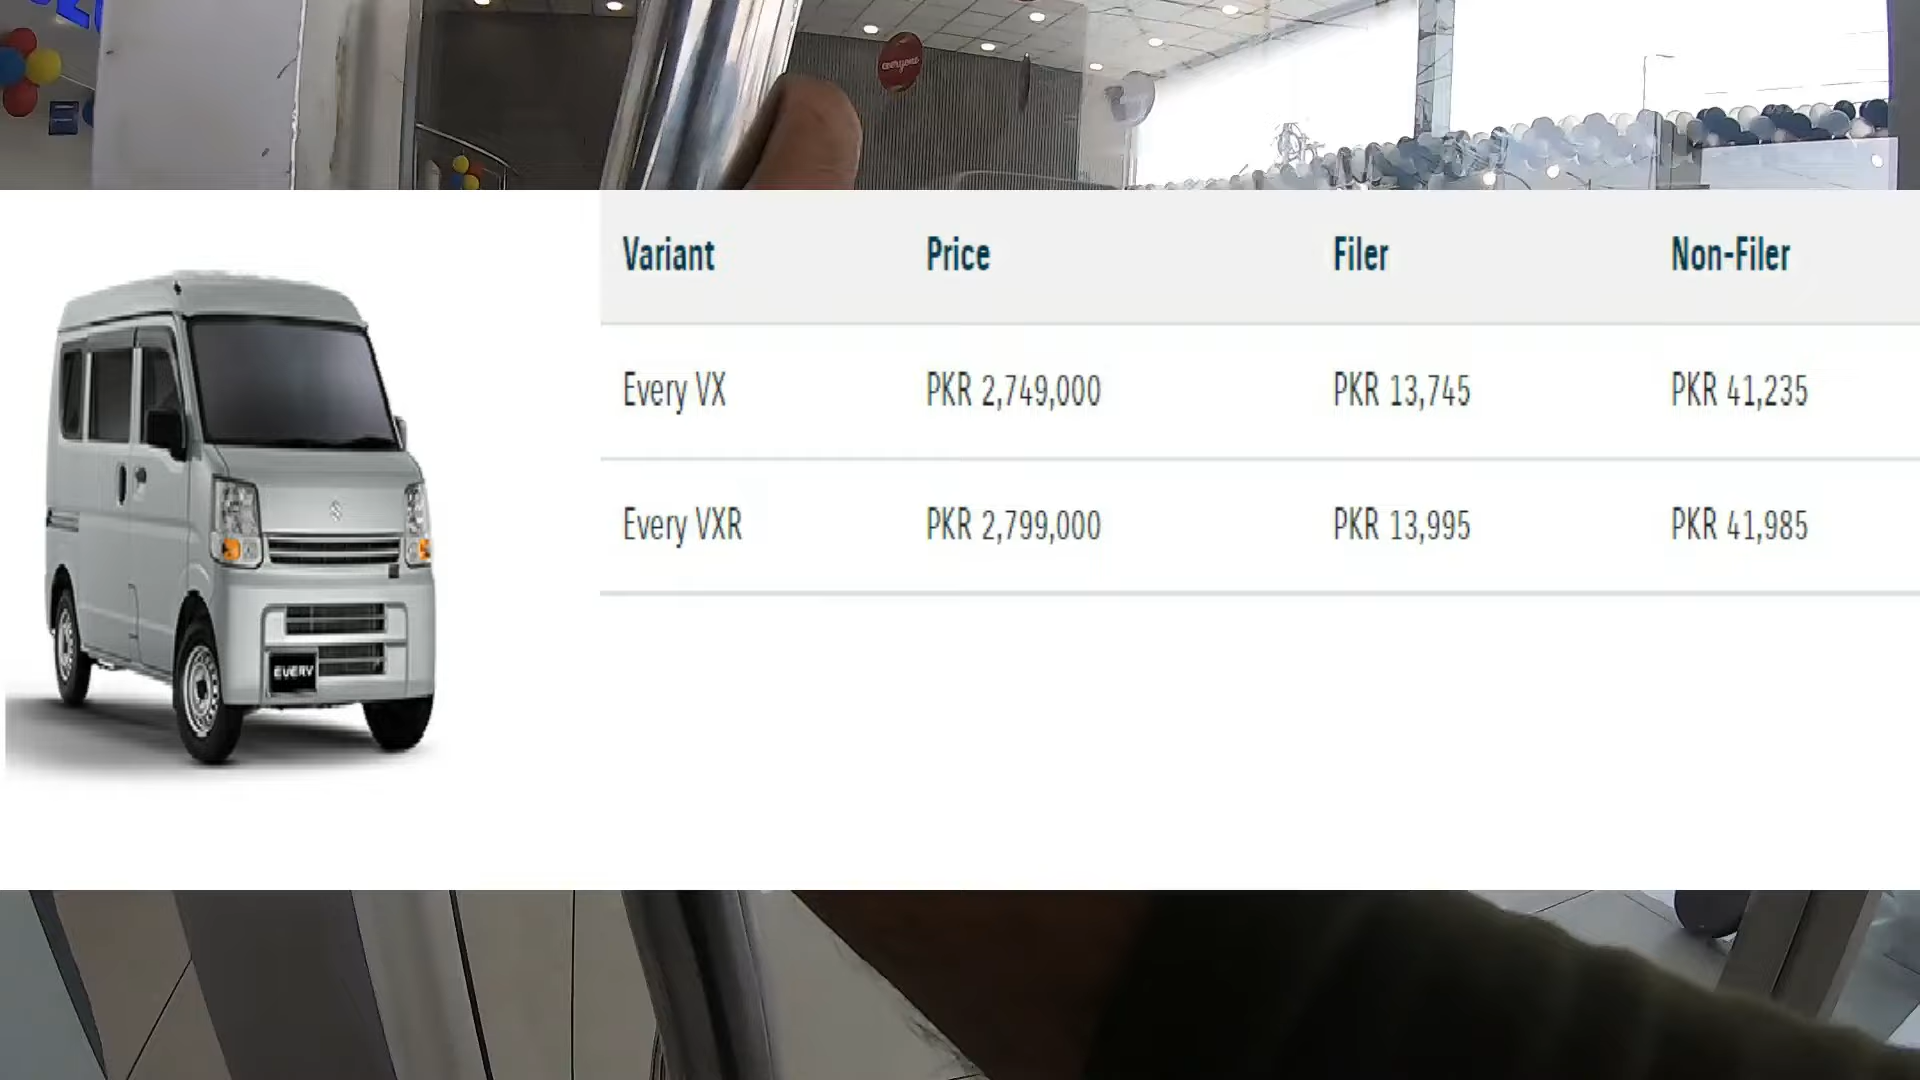 everyone
Variant Price Filer Non-Filer
Every VX PKR 2,749,000 PKR 13,745 PKR 41,235
Every VXR PKR 2,799,000 PKR 13,995 PKR 41,985
EVERY